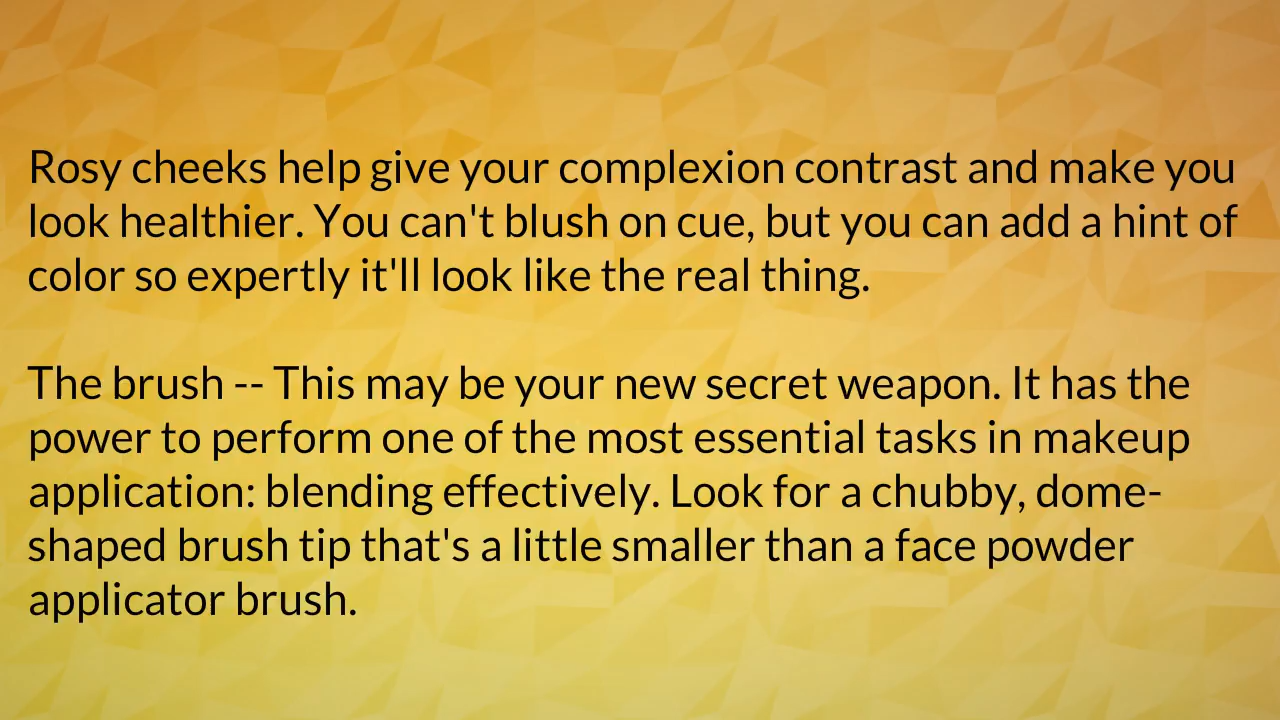 Rosy cheeks help give your complexion contrast and make you
look healthier. You can't blush on cue, but you can add a hint of
color so expertly it'll look like the real thing.
The brush -- This may be your new secret weapon. It has the
power to perform one of the most essential tasks in makeup
application: blending effectively. Look for a chubby, dome-
shaped brush tip that's a little smaller than a face powder
applicator brush.